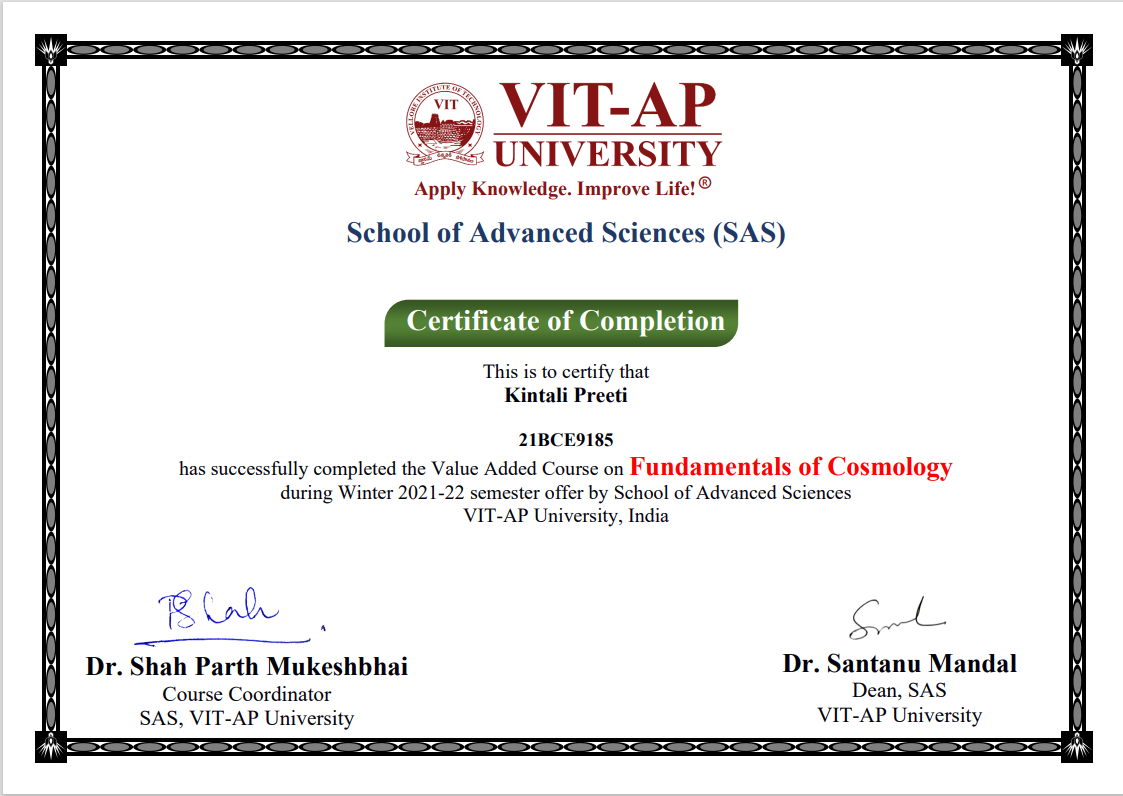 VELLORE INSTITUTE OF TECHNOLOGY
VIT
VIT-AP
UNIVERSITY
Apply Knowledge. Improve Life!®
School of Advanced Sciences (SAS)
Certificate of Completion
This is to certify that
Kintali Preeti
21BCE9185
has successfully completed the Value Added Course on Fundamentals of Cosmology
during Winter 2021-22 semester offer by School of Advanced Sciences
VIT-AP University, India
Dr. Shah Parth Mukeshbhai
Course Coordinator
SAS, VIT-AP University
Dr. Santanu Mandal
Dean, SAS
VIT-AP University